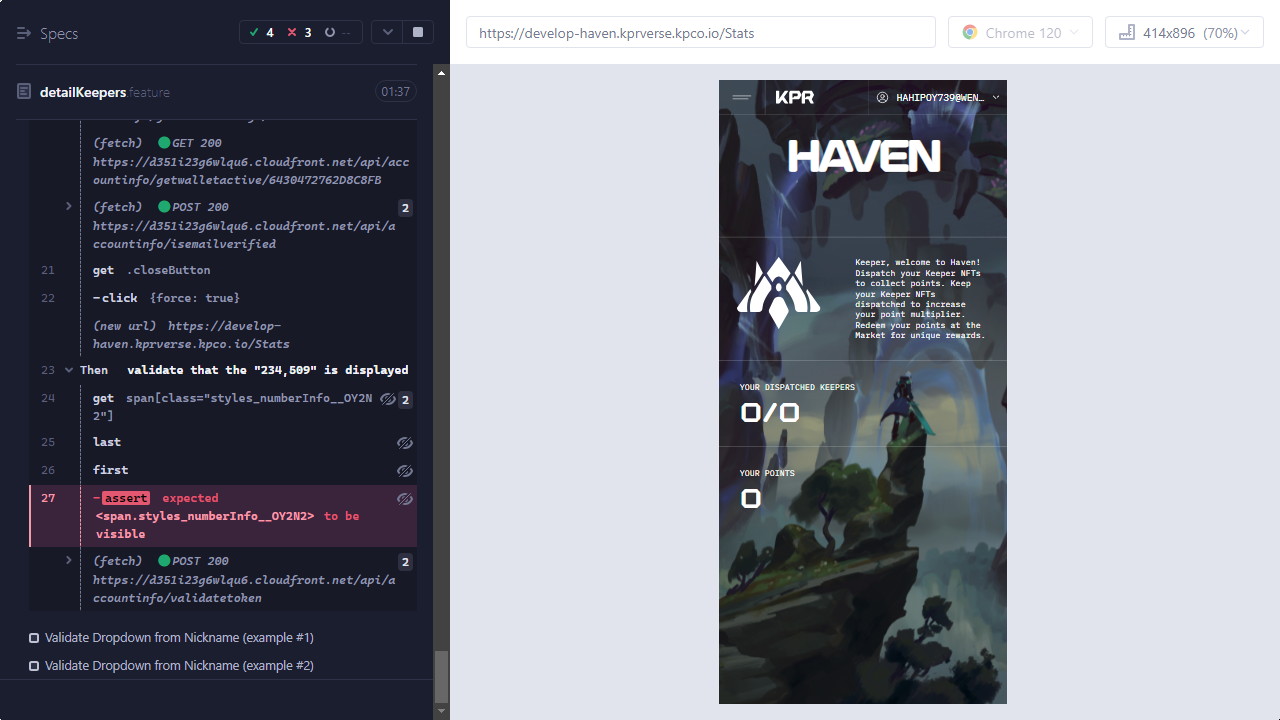 Specs
4
3
--
detailKeepers.feature
01:37
(fetch) GET 200
https://d351i23g6wlqu6.cloudfront.net/api/acc
ountinfo/getwalletactive/6430472762D8C8FB
(fetch) POST 200
2
https://d351i23g6wlqu6.cloudfront.net/api/a
ccountinfo/isemailverified
21 get .closeButton
22 -click {force: true}
(new url) https://develop-
haven.kprverse.kpco.io/Stats
23 Then validate that the "234,509" is displayed
24 get span[class="styles_numberInfo__OY2N
2"]
2
25 last
26 first
27 -assert expected
<span.styles_numberInfo__OY2N2> to be
visible
(fetch) POST 200
2
https://d351i23g6wlqu6.cloudfront.net/api/a
ccountinfo/validatetoken
Validate Dropdown from Nickname (example #1)
Validate Dropdown from Nickname (example #2)
https://develop-haven.kprverse.kpco.io/Stats
Chrome 120
414x896 (70%)
KPR
HAHIPOY739@WEN…
HAVEN
Keeper, welcome to Haven!
Dispatch your Keeper NFTs
to collect points. Keep
your Keeper NFTs
dispatched to increase
your point multiplier.
Redeem your points at the
Market for unique rewards.
YOUR DISPATCHED KEEPERS
0/0
YOUR POINTS
0